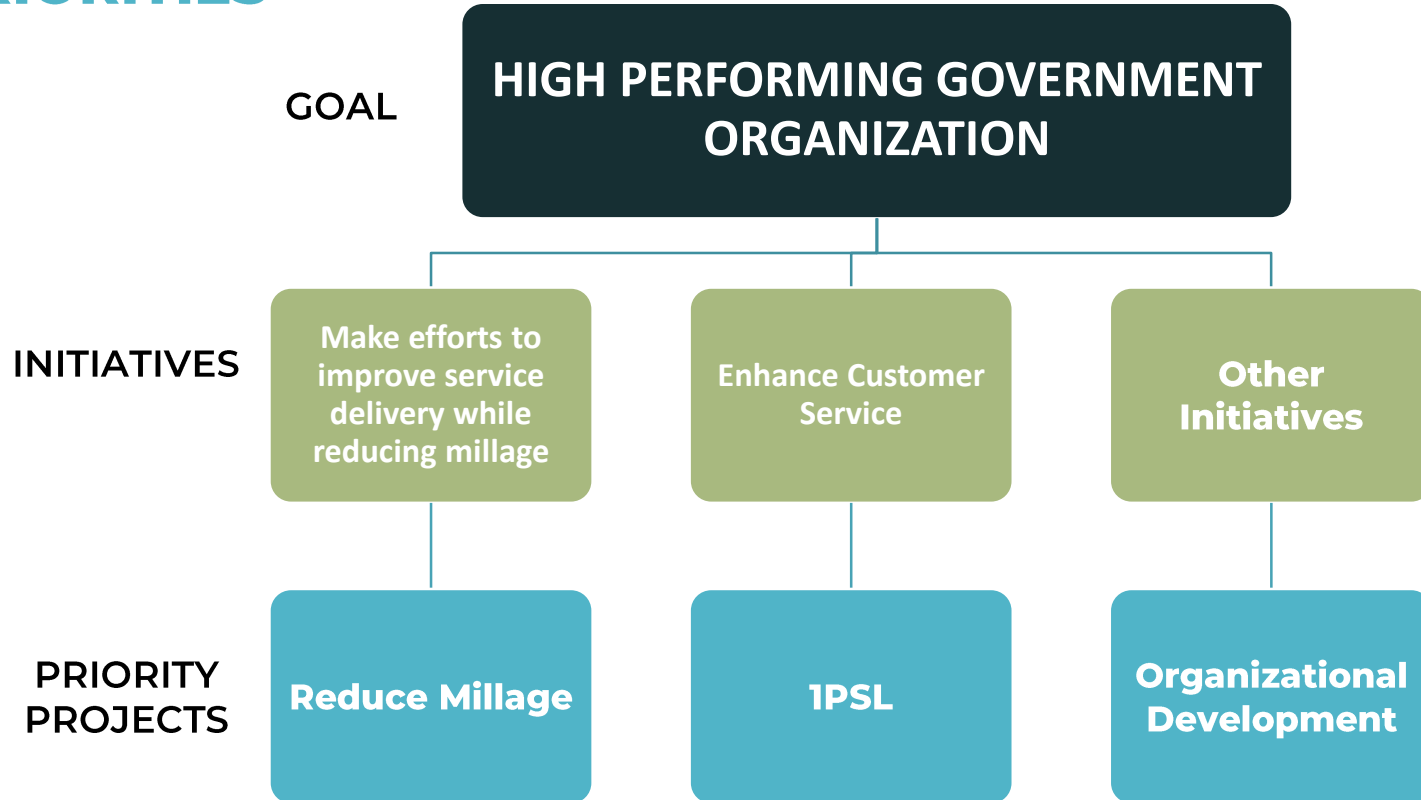 GOAL
HIGH PERFORMING GOVERNMENT
ORGANIZATION
INITIATIVES
Make efforts to
improve service
delivery while
reducing millage
Enhance Customer
Service
Other
Initiatives
PRIORITY
PROJECTS
Reduce Millage
1PSL
Organizational
Development